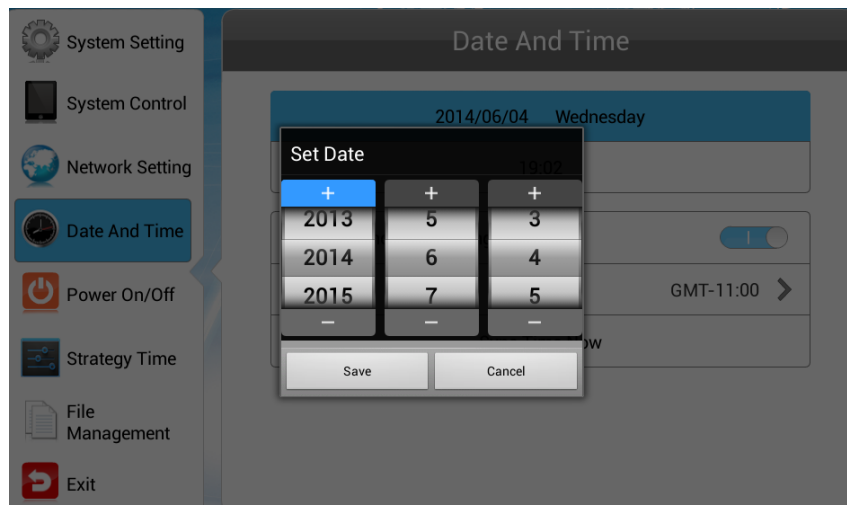 System Setting
System Control
Network Setting
Date And Time
Power On/Off
Strategy Time
File
Management
Exit
Date And Time
2014/06/04 Wednesday
19:02
GMT-11:00
Set Date
+ + +
2013 5 3
2014 6 4
2015 7 5
− − −
Save Cancel